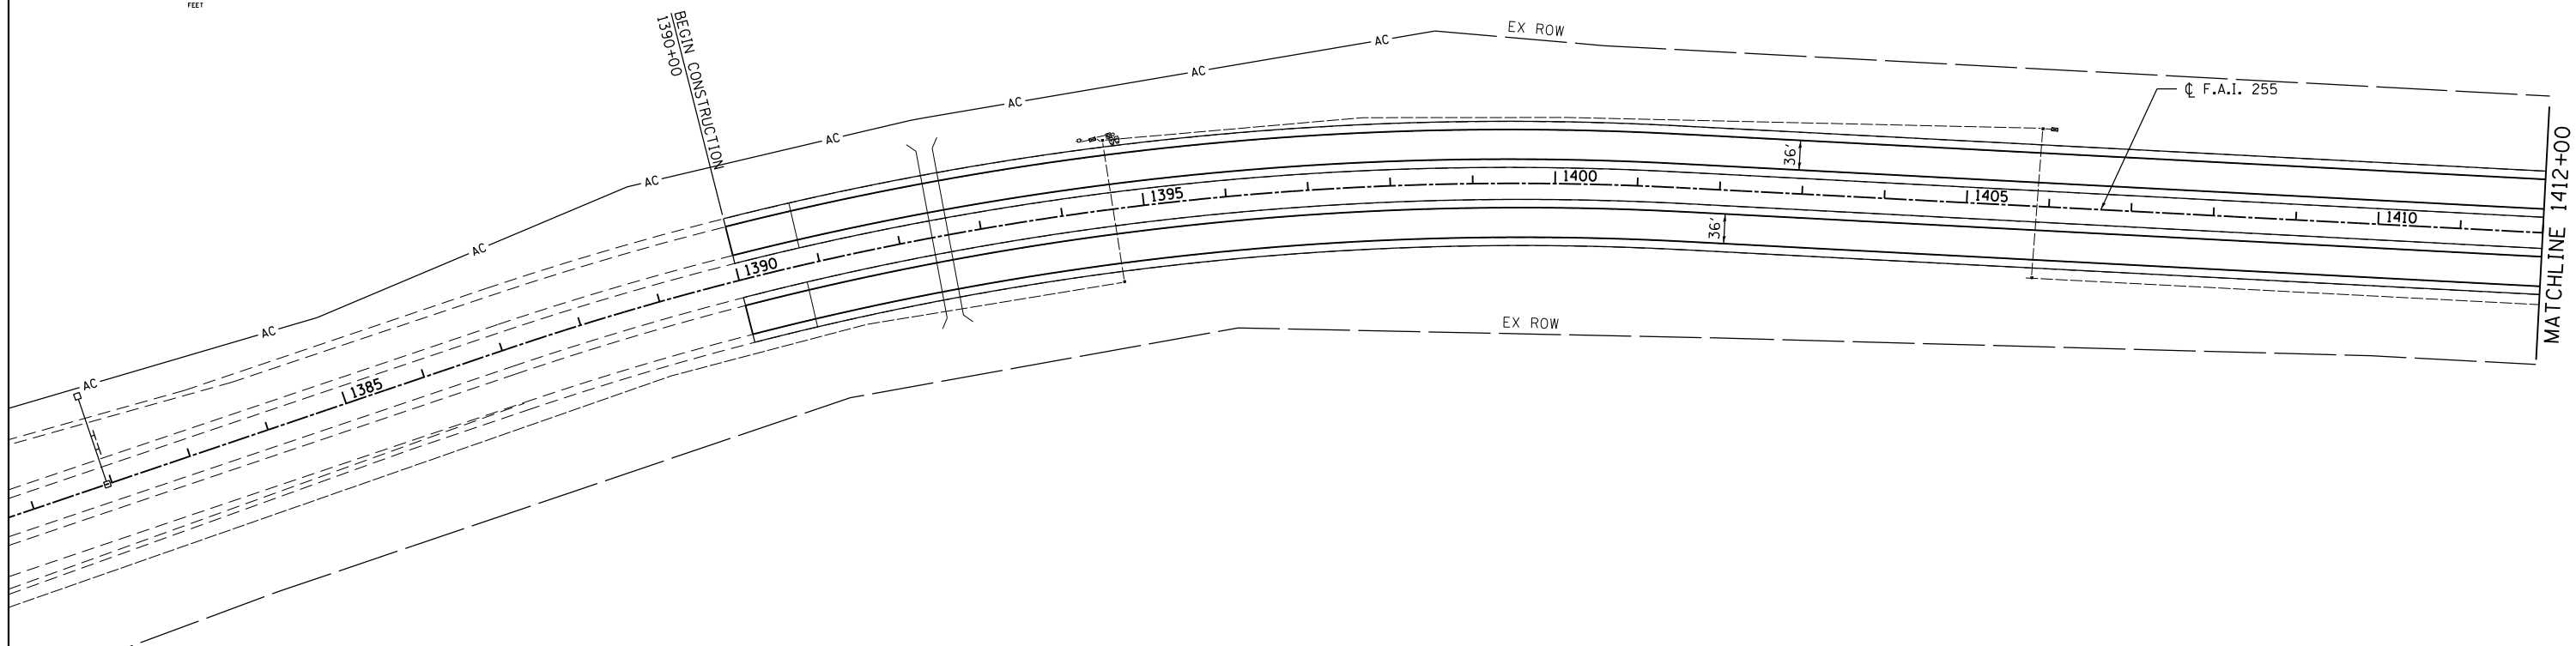 FEET
BEGIN CONSTRUCTION
1390+00
EX ROW
AC
AC
AC
AC
AC
AC
AC
AC
AC
℄ F.A.I. 255
36'
36'
1385
1390
1395
1400
1405
1410
EX ROW
MATCHLINE 1412+00